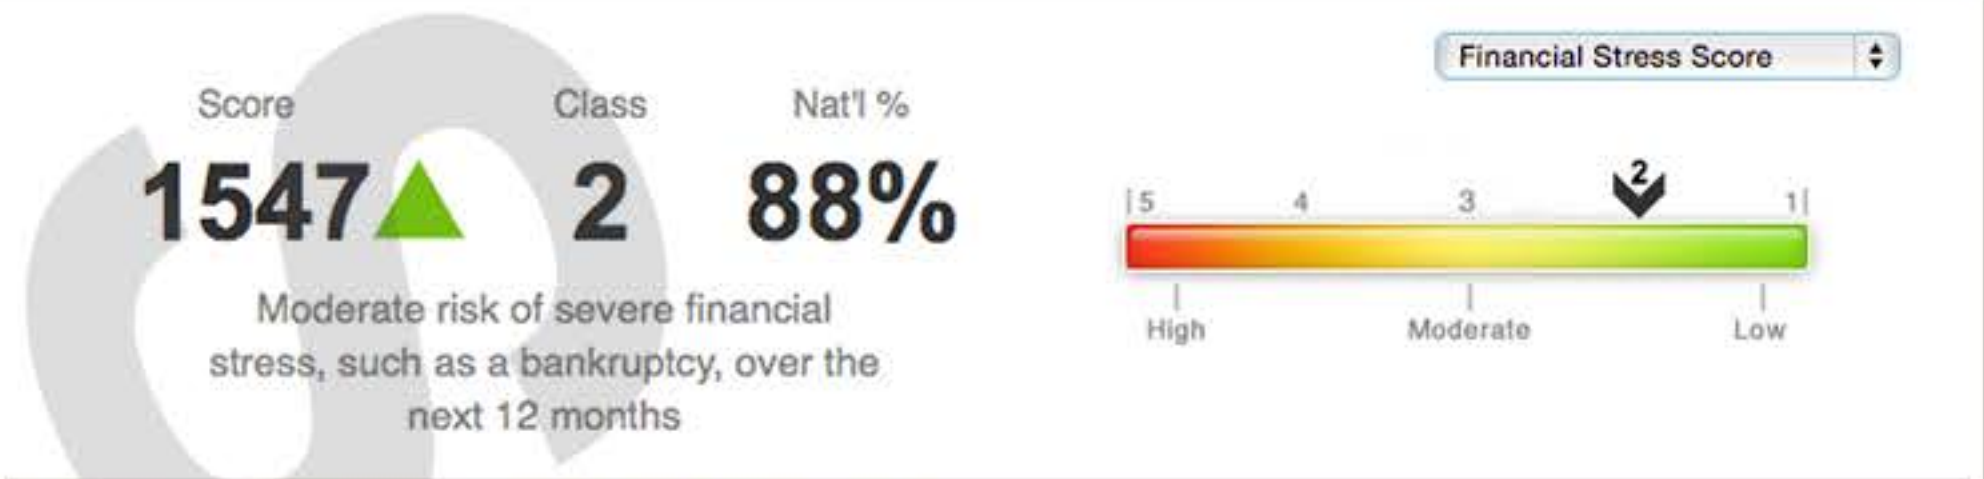 Financial Stress Score
Score Class Nat'l %
1547 2 88%
Moderate risk of severe financial
stress, such as a bankruptcy, over the
next 12 months
2
5 4 3 1
High Moderate Low